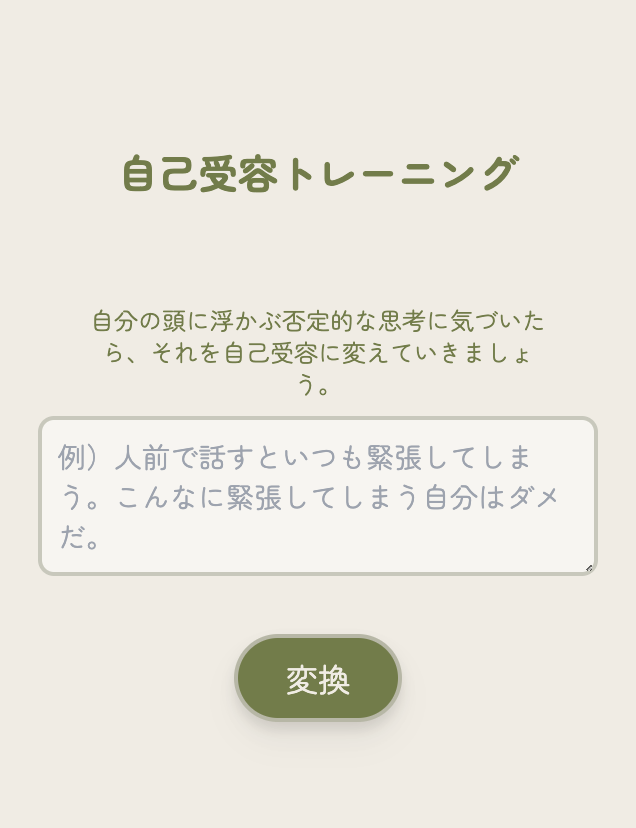 自己受容トレーニング
自分の頭に浮かぶ否定的な思考に気づいた
ら、それを自己受容に変えていきましょ
う。
例）人前で話すといつも緊張してしま
う。こんなに緊張してしまう自分はダメ
だ。
変換